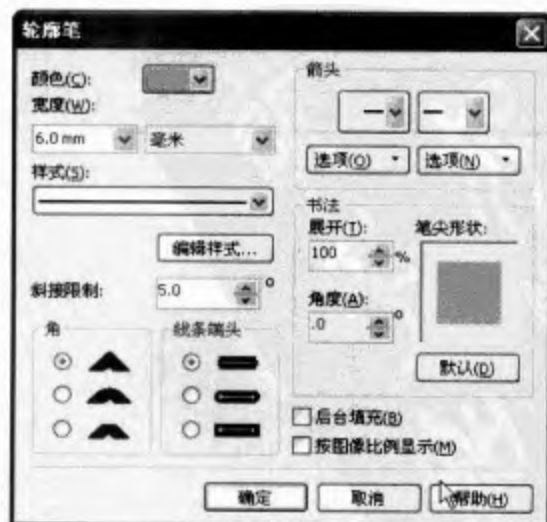 轮廓笔
颜色(C):
宽度(W):
6.0 mm
毫米
样式(S):
编辑样式...
斜接限制:
5.0
°
角
线条端头
箭头
选项(O)
选项(N)
书法
展开(T):
100
%
笔尖形状:
角度(A):
.0
°
默认(D)
后台填充(B)
按图像比例显示(M)
确定
取消
帮助(H)